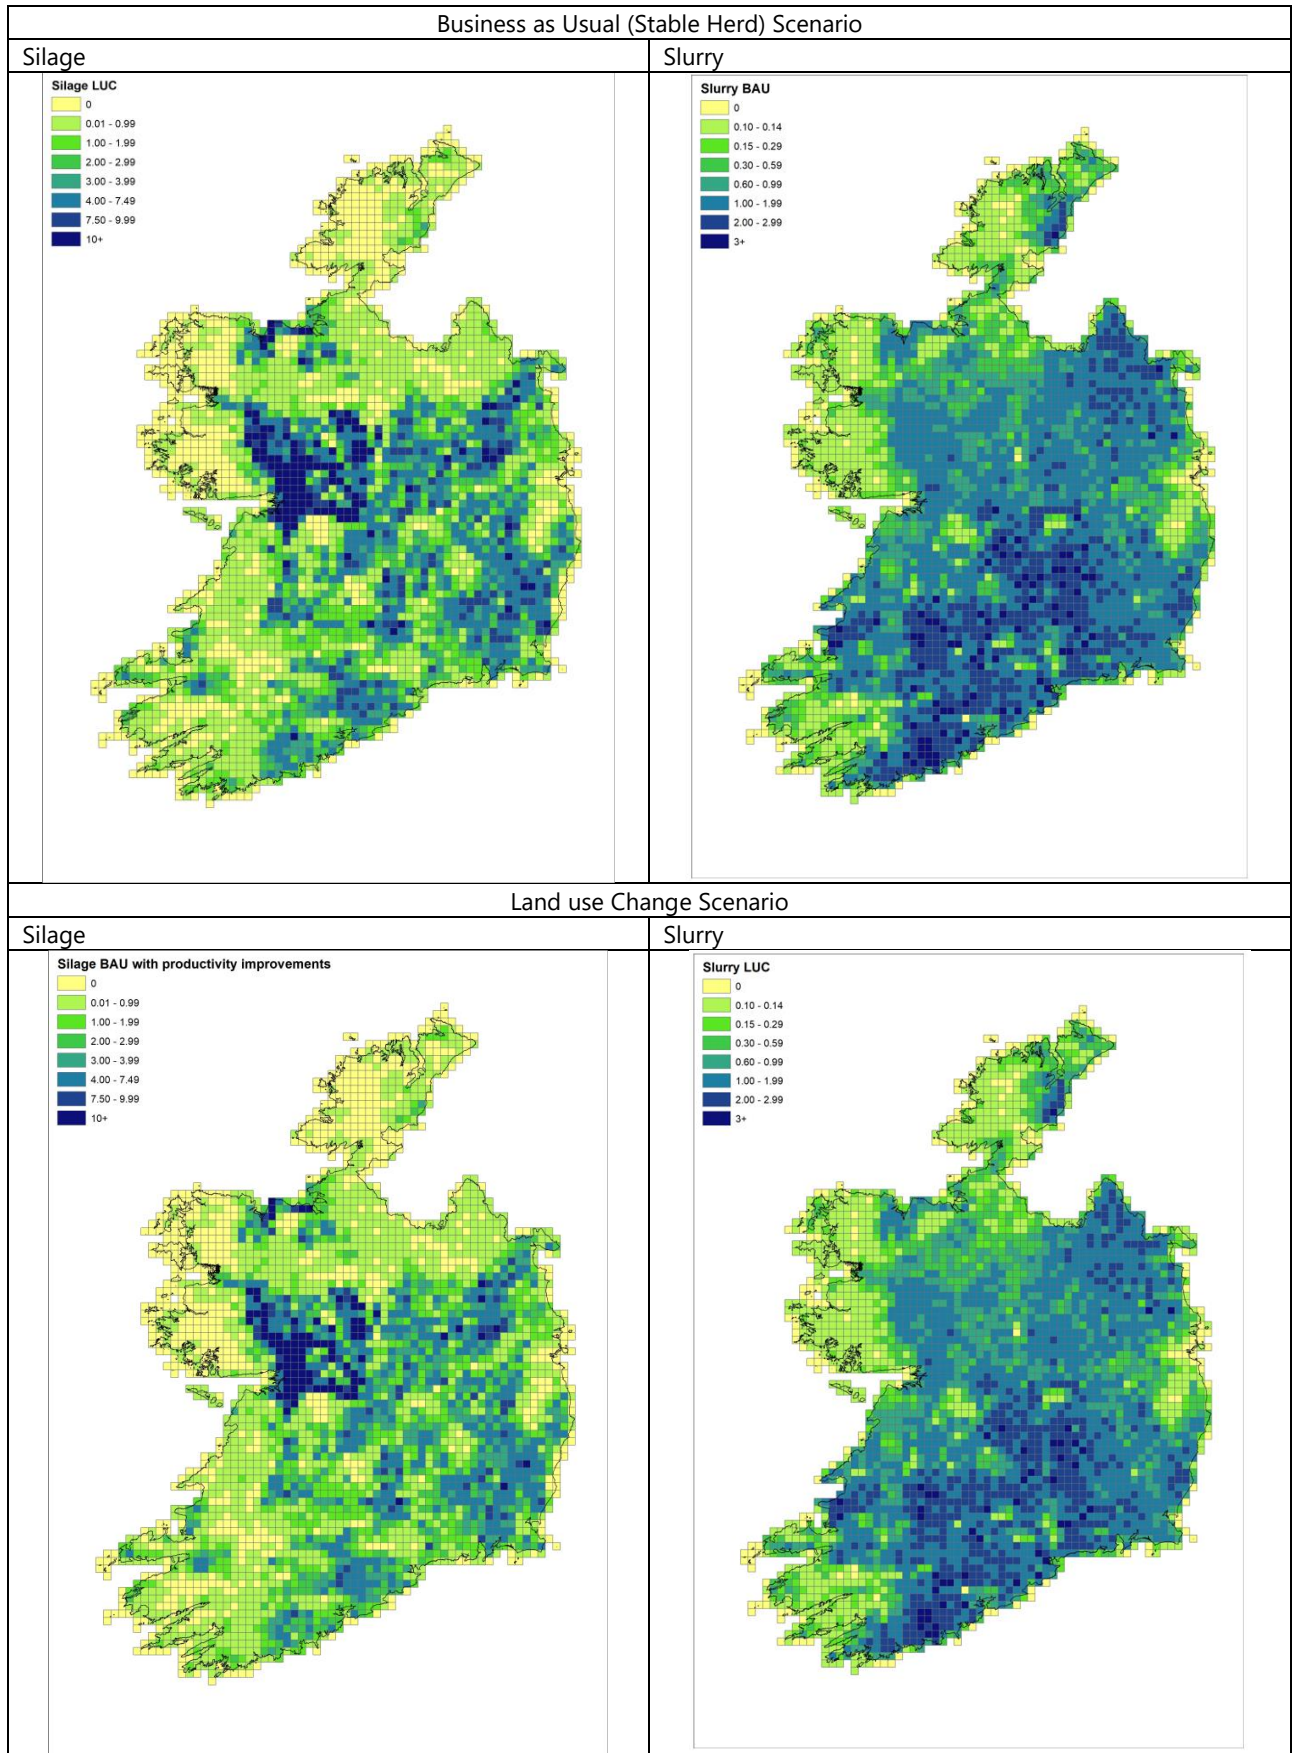 Business as Usual (Stable Herd) Scenario
Silage
Slurry
Silage LUC
0
0.01 - 0.99
1.00 - 1.99
2.00 - 2.99
3.00 - 3.99
4.00 - 7.49
7.50 - 9.99
10+
Slurry BAU
0
0.10 - 0.14
0.15 - 0.29
0.30 - 0.59
0.60 - 0.99
1.00 - 1.99
2.00 - 2.99
3+
Land use Change Scenario
Silage
Slurry
Silage BAU with productivity improvements
0
0.01 - 0.99
1.00 - 1.99
2.00 - 2.99
3.00 - 3.99
4.00 - 7.49
7.50 - 9.99
10+
Slurry LUC
0
0.10 - 0.14
0.15 - 0.29
0.30 - 0.59
0.60 - 0.99
1.00 - 1.99
2.00 - 2.99
3+